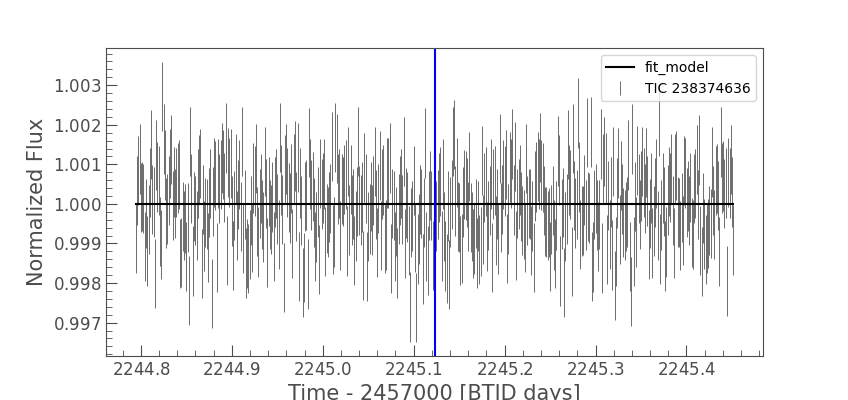 fit_model
TIC 238374636
1.003
1.002
1.001
1.000
0.999
0.998
0.997
Normalized Flux
2244.8 2244.9 2245.0 2245.1 2245.2 2245.3 2245.4
Time - 2457000 [BTJD days]